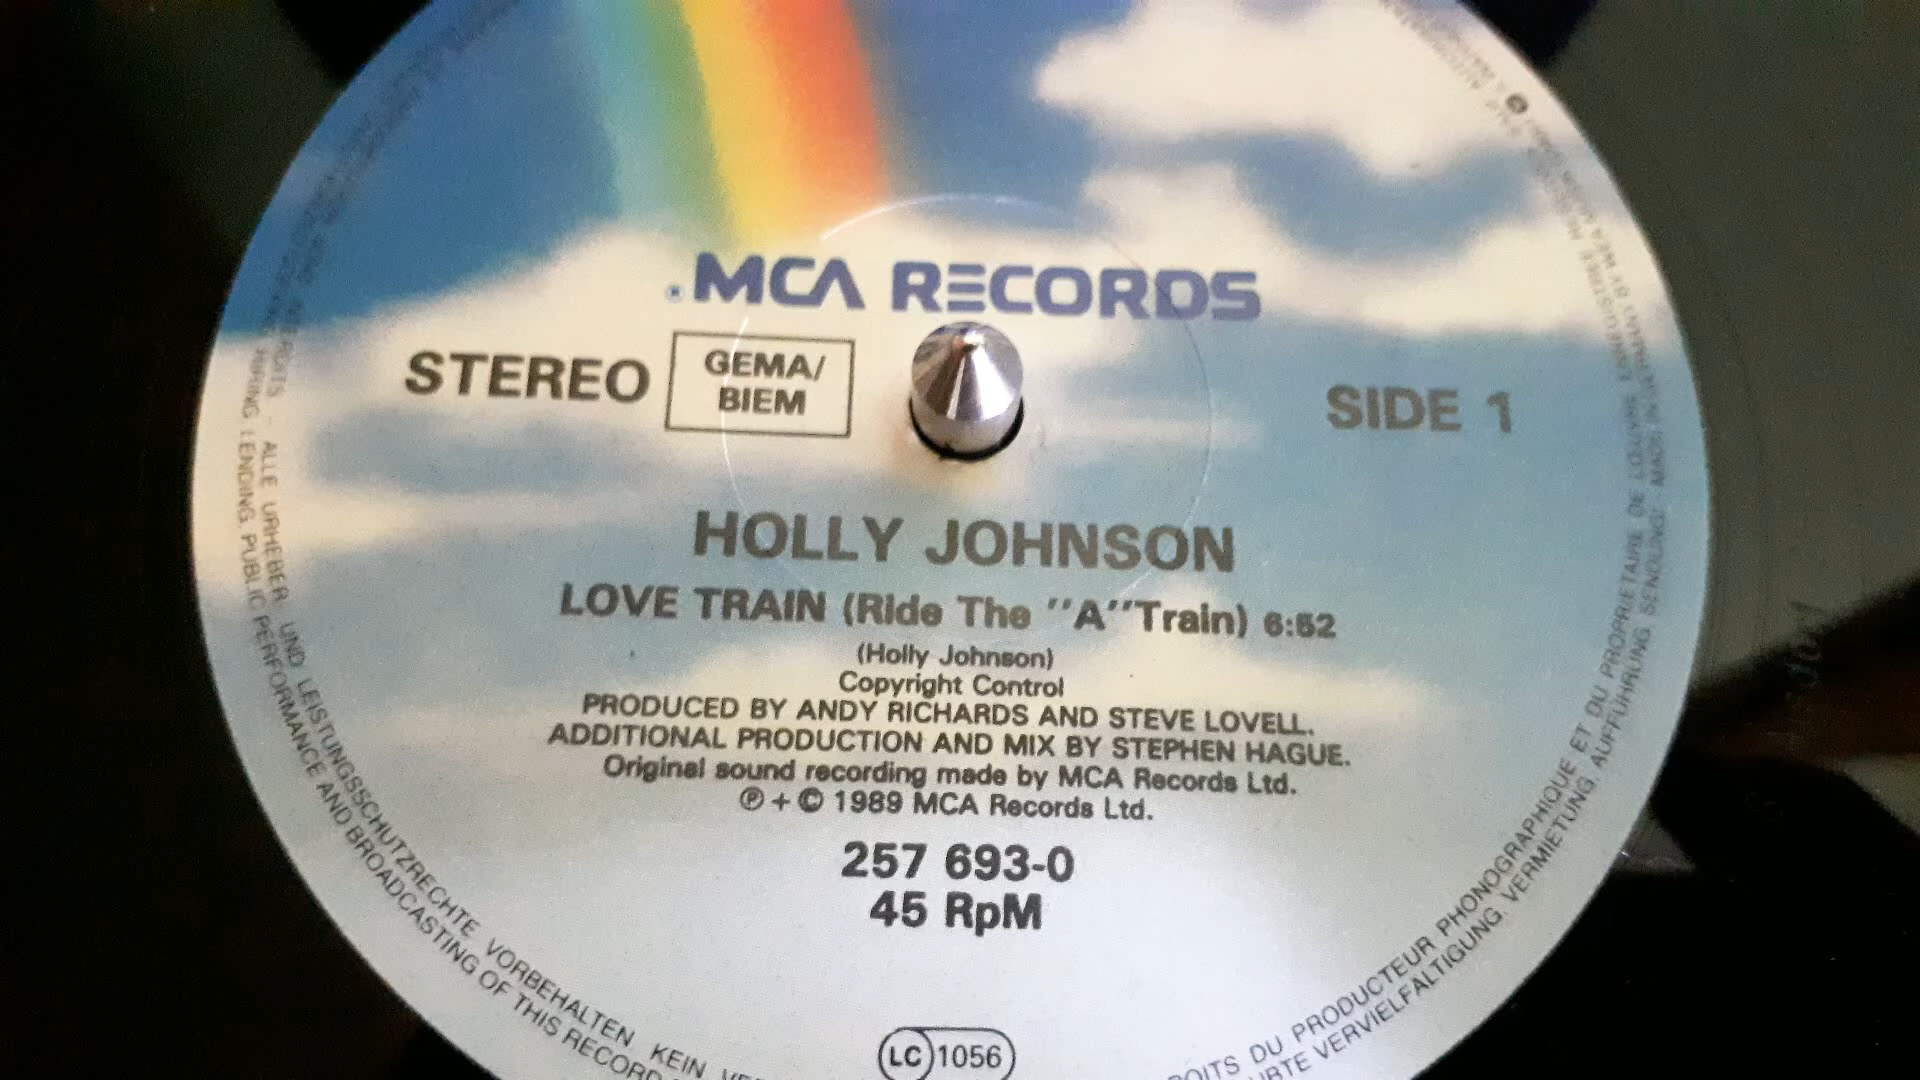 MCA RECORDS
STEREO
GEMA/
BIEM
SIDE 1
HOLLY JOHNSON
LOVE TRAIN (Ride The "A"Train) 6:52
(Holly Johnson)
Copyright Control
PRODUCED BY ANDY RICHARDS AND STEVE LOVELL.
ADDITIONAL PRODUCTION AND MIX BY STEPHEN HAGUE.
Original sound recording made by MCA Records Ltd.
℗ + © 1989 MCA Records Ltd.
257 693-0
45 RpM
LC 1056
ALLE URHEBER- UND LEISTUNGSSCHUTZRECHTE VORBEHALTEN KEIN
HIRING LENDING, PUBLIC PERFORMANCE AND BROADCASTING OF THIS RECORD
DU PRODUCTEUR PHONOGRAPHIQUE ET DU PROPRIETAIRE DE
VERVIELFÄLTIGUNG, VERMIETUNG, AUFFÜHRUNG, SENDUNG!